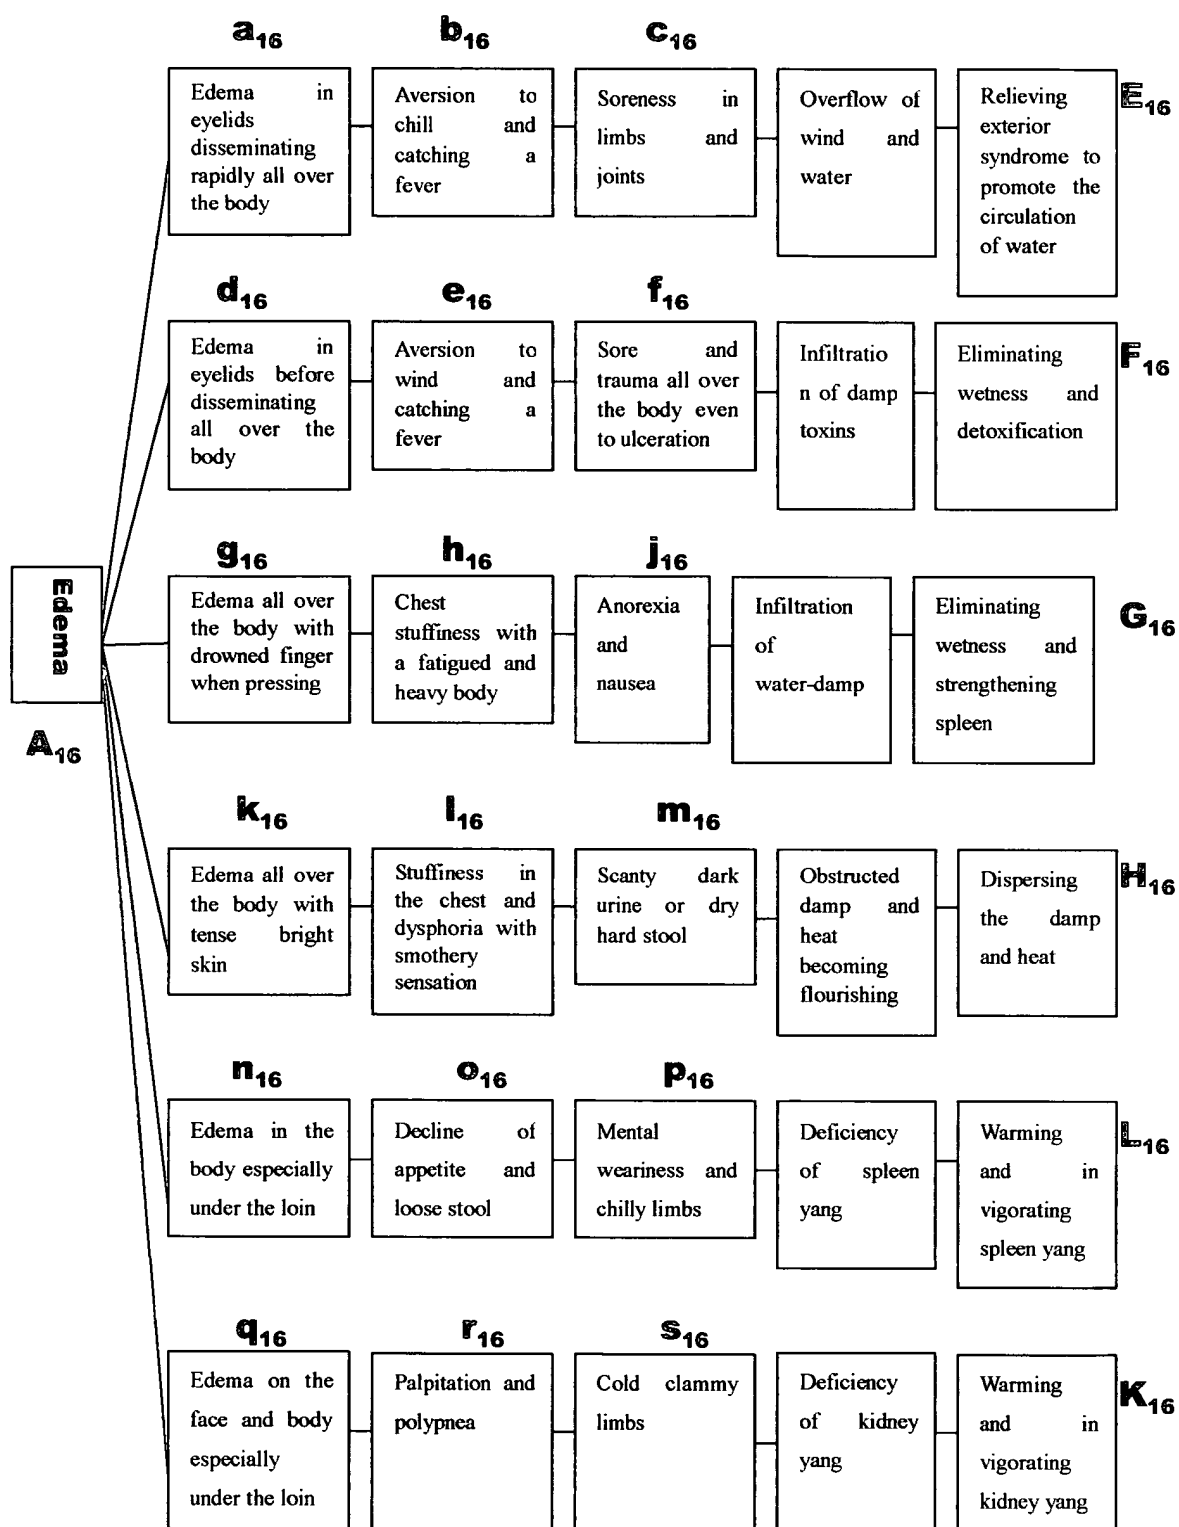 a16
b16
c16
Edema in
eyelids
disseminating
rapidly all over
the body
Aversion to
chill and
catching a
fever
Soreness in
limbs and
joints
Overflow of
wind and
water
Relieving
exterior
syndrome to
promote the
circulation
of water
E16
d16
e16
f16
Edema in
eyelids before
disseminating
all over the
body
Aversion to
wind and
catching a
fever
Sore and
trauma all over
the body even
to ulceration
Infiltratio
n of damp
toxins
Eliminating
wetness and
detoxification
F16
Edema
A16
g16
h16
j16
Edema all over
the body with
drowned finger
when pressing
Chest
stuffiness with
a fatigued and
heavy body
Anorexia
and
nausea
Infiltration
of
water-damp
Eliminating
wetness and
strengthening
spleen
G16
k16
l16
m16
Edema all over
the body with
tense bright
skin
Stuffiness in
the chest and
dysphoria with
smothery
sensation
Scanty dark
urine or dry
hard stool
Obstructed
damp and
heat
becoming
flourishing
Dispersing
the damp
and heat
H16
n16
o16
p16
Edema in the
body especially
under the loin
Decline of
appetite and
loose stool
Mental
weariness and
chilly limbs
Deficiency
of spleen
yang
Warming
and in
vigorating
spleen yang
L16
q16
r16
s16
Edema on the
face and body
especially
under the loin
Palpitation and
polypnea
Cold clammy
limbs
Deficiency
of kidney
yang
Warming
and in
vigorating
kidney yang
K16